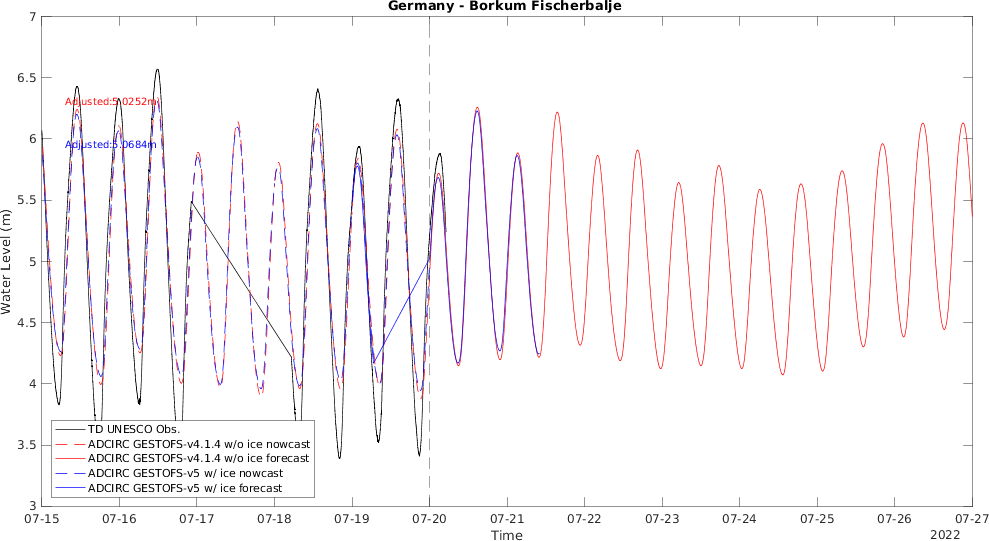 Germany - Borkum Fischerbalje
7
6.5
6
5.5
5
4.5
4
3.5
3
Water Level (m)
Adjusted:5.0252m
Adjusted:5.0684m
TD UNESCO Obs.
ADCIRC GESTOFS-v4.1.4 w/o ice nowcast
ADCIRC GESTOFS-v4.1.4 w/o ice forecast
ADCIRC GESTOFS-v5 w/ ice nowcast
ADCIRC GESTOFS-v5 w/ ice forecast
07-15 07-16 07-17 07-18 07-19 07-20 07-21 07-22 07-23 07-24 07-25 07-26 07-27
Time
2022